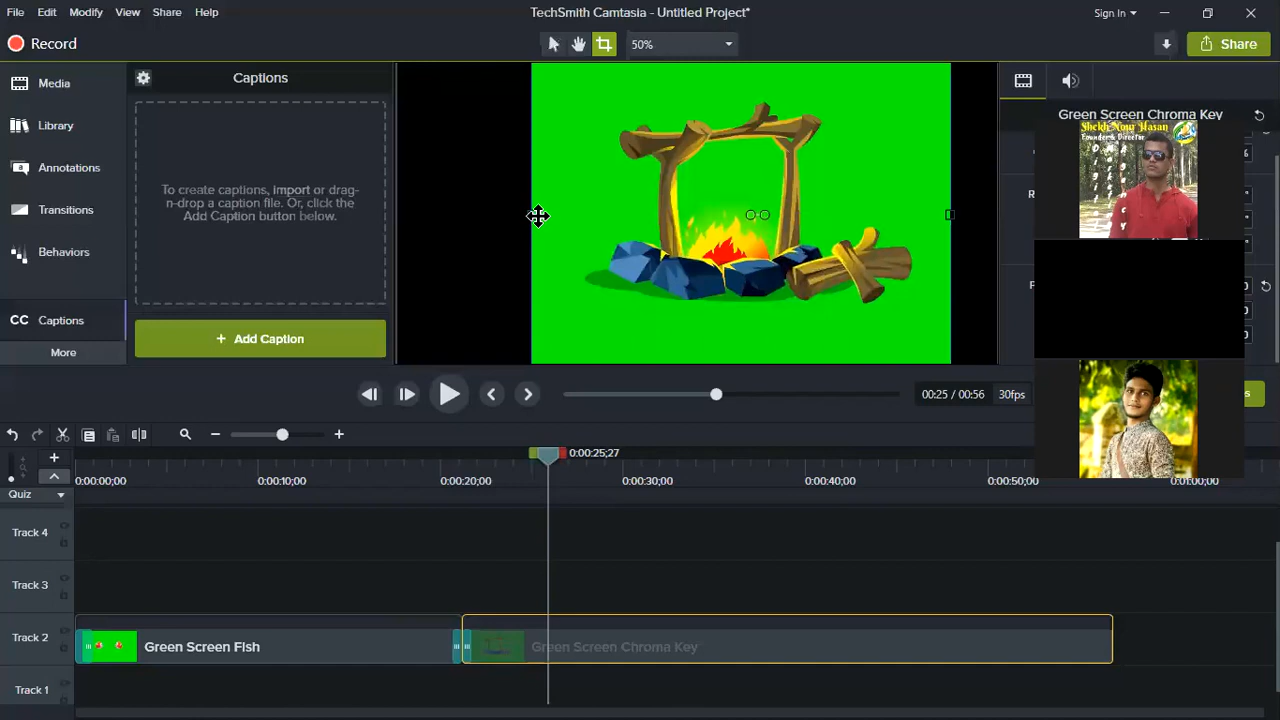 File Edit Modify View Share Help
TechSmith Camtasia - Untitled Project*
Sign In
Record
50%
Share
Media
Library
Annotations
Transitions
Behaviors
CC Captions
More
Captions
To create captions, import or drag-
n-drop a caption file. Or, click the
Add Caption button below.
+ Add Caption
Green Screen Chroma Key
Founder & Director
%
R
00:25 / 00:56 30fps
s
0:00:25;27
0:00:00;00 0:00:10;00 0:00:20;00 0:00:30;00 0:00:40;00 0:00:50;00 0:01:00;00
Quiz
Track 4
Track 3
Track 2
Green Screen Fish
Green Screen Chroma Key
Track 1